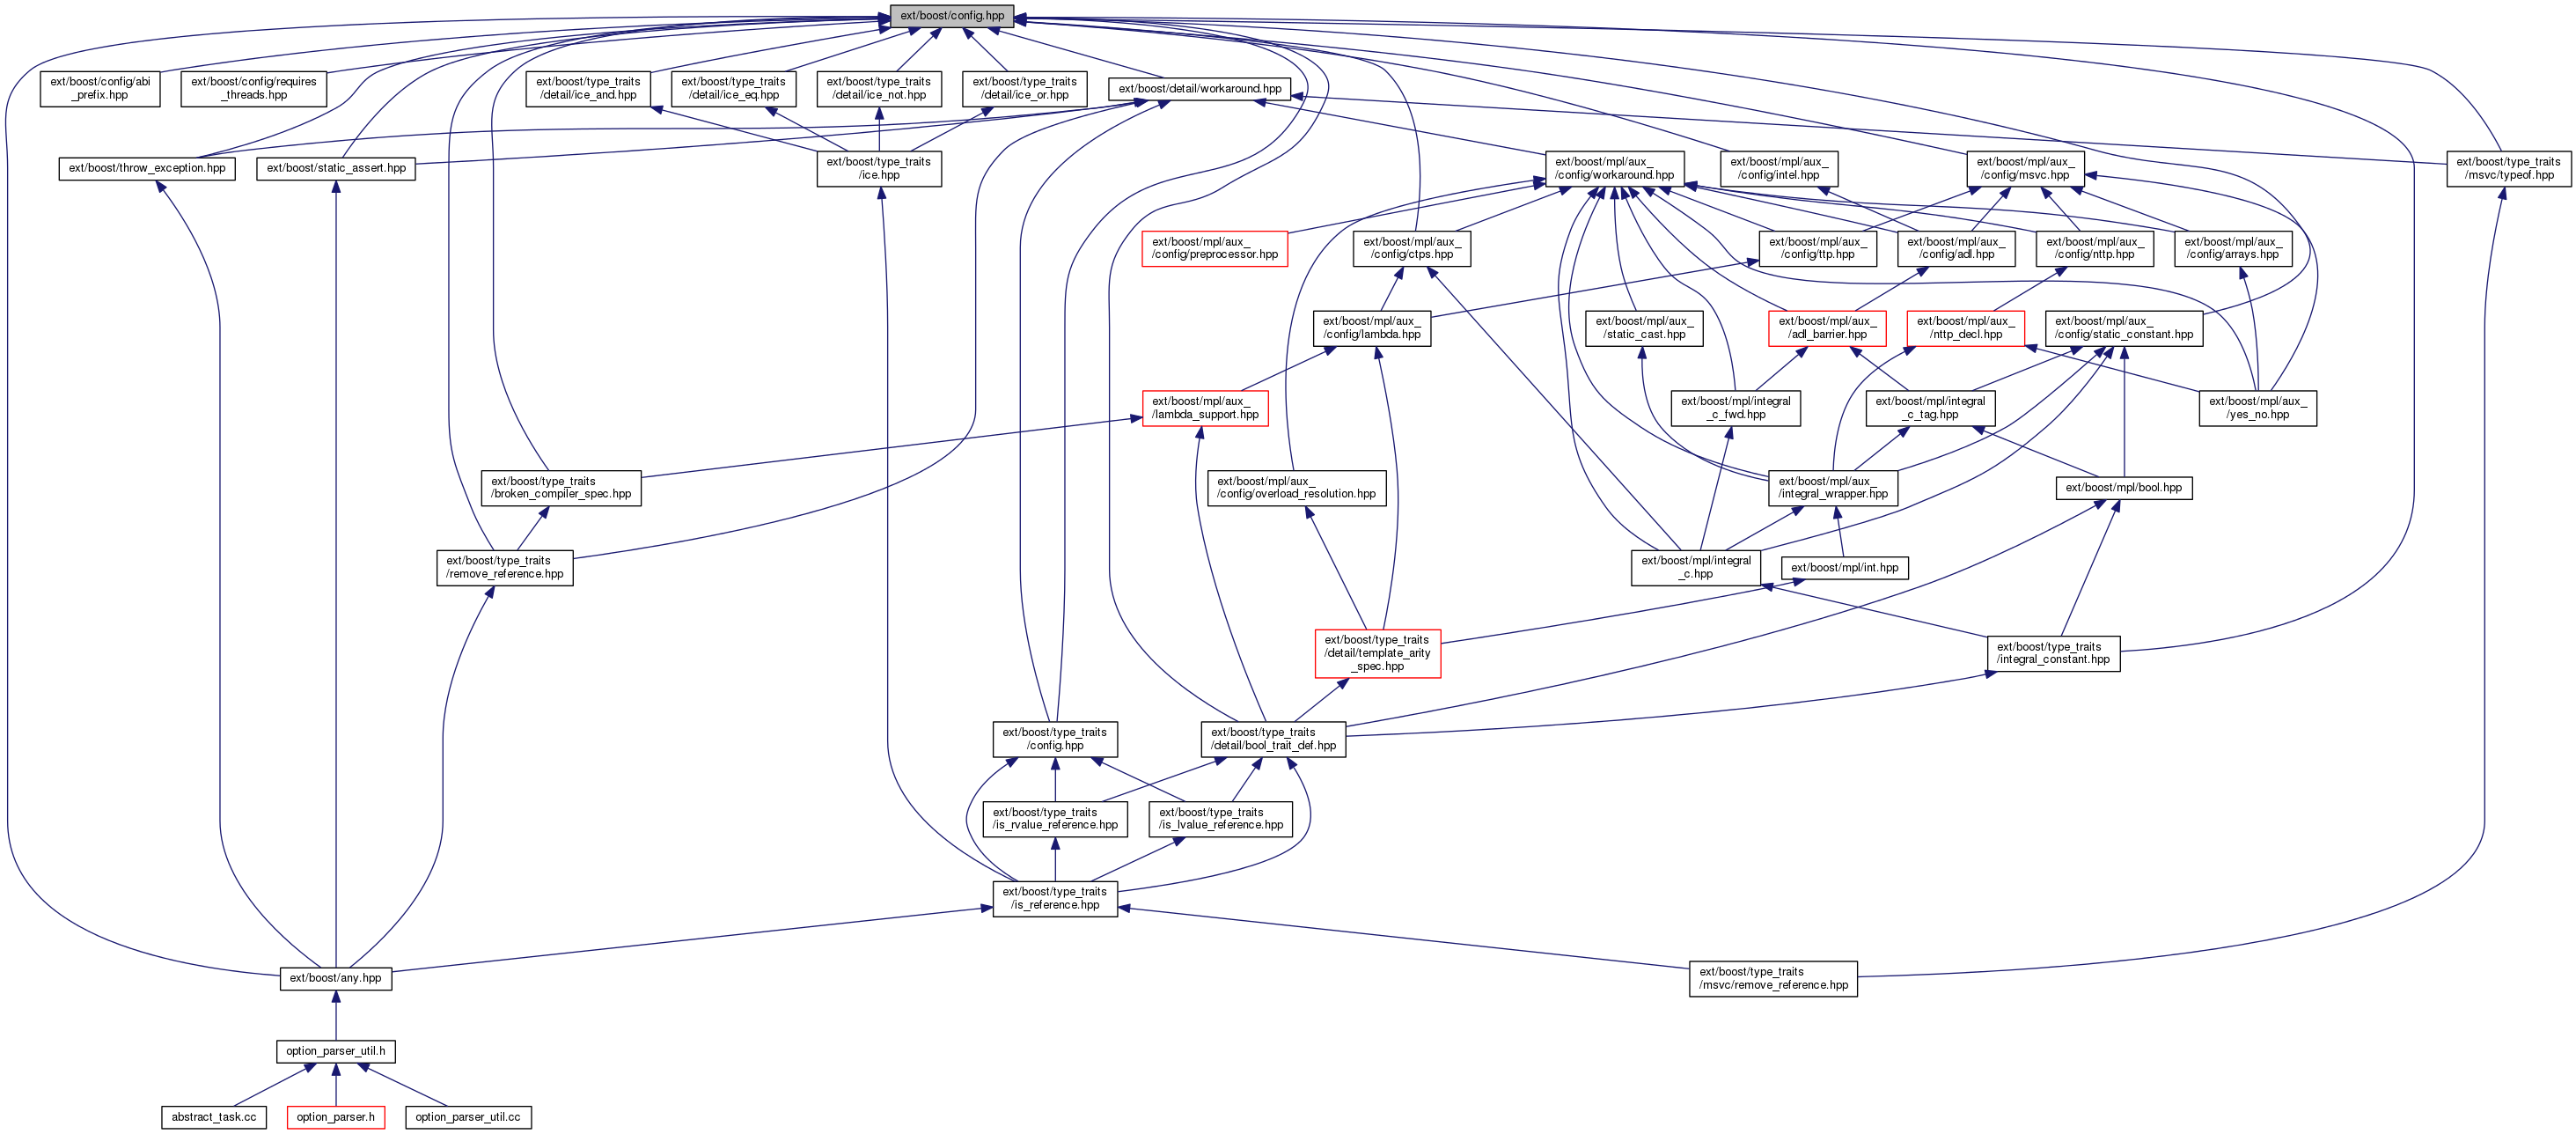 ext/boost/config.hpp
ext/boost/config/abi
_prefix.hpp
ext/boost/config/requires
_threads.hpp
ext/boost/type_traits
/detail/ice_and.hpp
ext/boost/type_traits
/detail/ice_eq.hpp
ext/boost/type_traits
/detail/ice_not.hpp
ext/boost/type_traits
/detail/ice_or.hpp
ext/boost/detail/workaround.hpp
ext/boost/throw_exception.hpp
ext/boost/static_assert.hpp
ext/boost/type_traits
/ice.hpp
ext/boost/mpl/aux_
/config/workaround.hpp
ext/boost/mpl/aux_
/config/intel.hpp
ext/boost/mpl/aux_
/config/msvc.hpp
ext/boost/type_traits
/msvc/typeof.hpp
ext/boost/mpl/aux_
/config/preprocessor.hpp
ext/boost/mpl/aux_
/config/ctps.hpp
ext/boost/mpl/aux_
/config/ttp.hpp
ext/boost/mpl/aux_
/config/adl.hpp
ext/boost/mpl/aux_
/config/nttp.hpp
ext/boost/mpl/aux_
/config/arrays.hpp
ext/boost/mpl/aux_
/config/lambda.hpp
ext/boost/mpl/aux_
/static_cast.hpp
ext/boost/mpl/aux_
/adl_barrier.hpp
ext/boost/mpl/aux_
/nttp_decl.hpp
ext/boost/mpl/aux_
/config/static_constant.hpp
ext/boost/mpl/aux_
/lambda_support.hpp
ext/boost/mpl/integral
_c_fwd.hpp
ext/boost/mpl/integral
_c_tag.hpp
ext/boost/mpl/aux_
/yes_no.hpp
ext/boost/type_traits
/broken_compiler_spec.hpp
ext/boost/mpl/aux_
/config/overload_resolution.hpp
ext/boost/mpl/aux_
/integral_wrapper.hpp
ext/boost/mpl/bool.hpp
ext/boost/type_traits
/remove_reference.hpp
ext/boost/mpl/integral
_c.hpp
ext/boost/mpl/int.hpp
ext/boost/type_traits
/detail/template_arity
_spec.hpp
ext/boost/type_traits
/integral_constant.hpp
ext/boost/type_traits
/config.hpp
ext/boost/type_traits
/detail/bool_trait_def.hpp
ext/boost/type_traits
/is_rvalue_reference.hpp
ext/boost/type_traits
/is_lvalue_reference.hpp
ext/boost/type_traits
/is_reference.hpp
ext/boost/any.hpp
ext/boost/type_traits
/msvc/remove_reference.hpp
option_parser_util.h
abstract_task.cc
option_parser.h
option_parser_util.cc